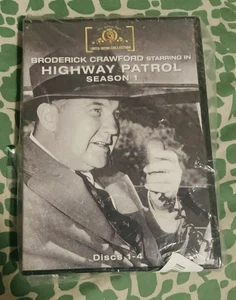 BRODERICK CRAWFORD STARRING IN
HIGHWAY PATROL
SEASON 1
Discs 1-4